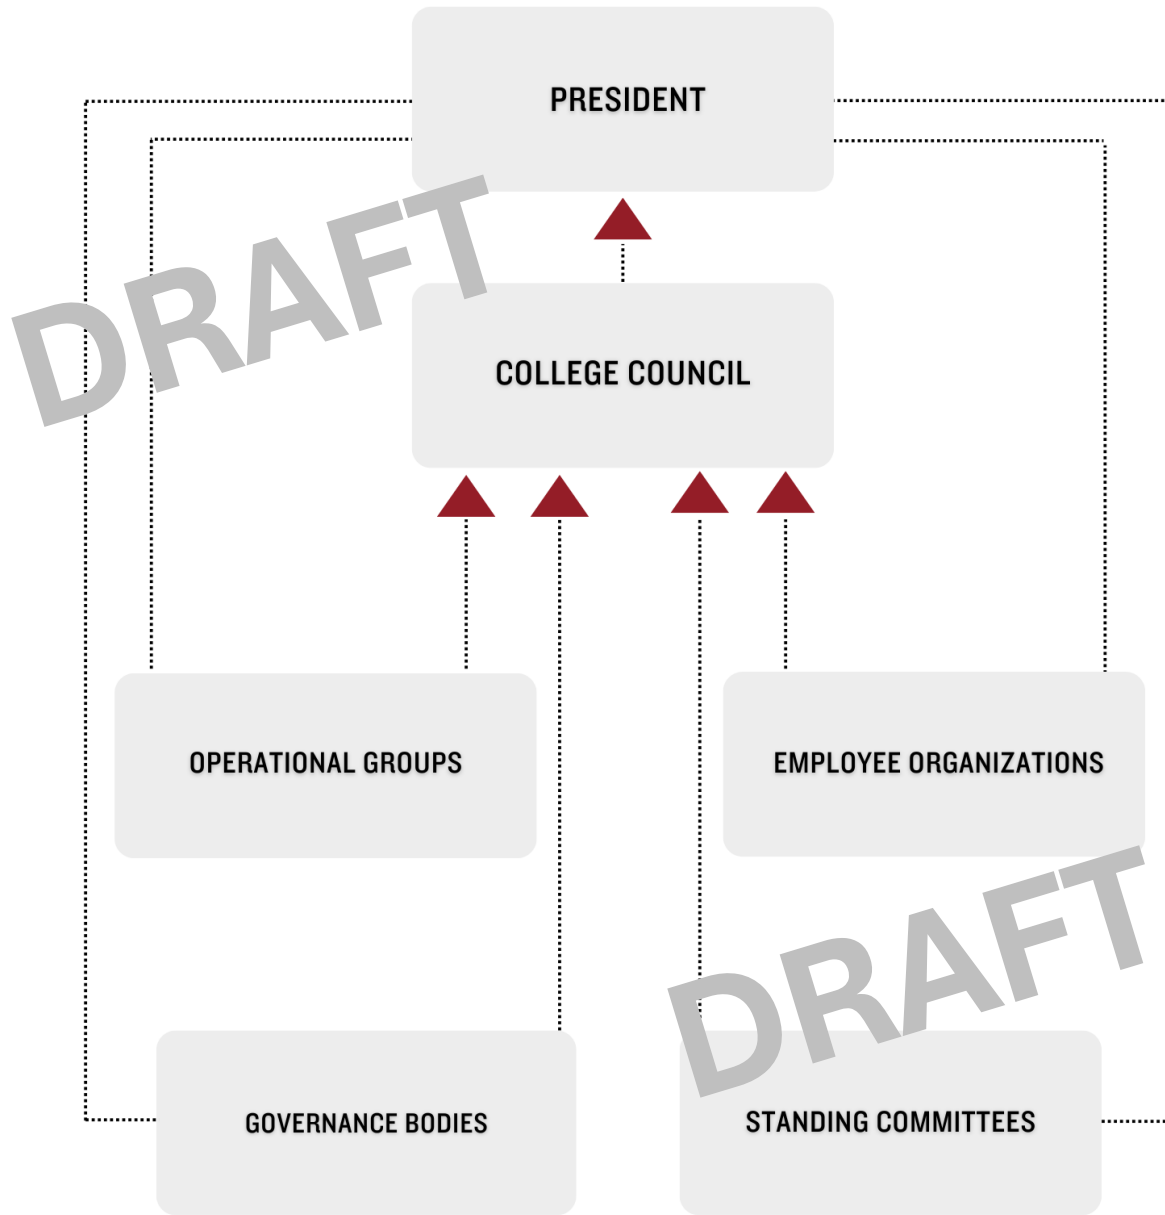 PRESIDENT
DRAFT
COLLEGE COUNCIL
OPERATIONAL GROUPS
EMPLOYEE ORGANIZATIONS
DRAFT
GOVERNANCE BODIES
STANDING COMMITTEES